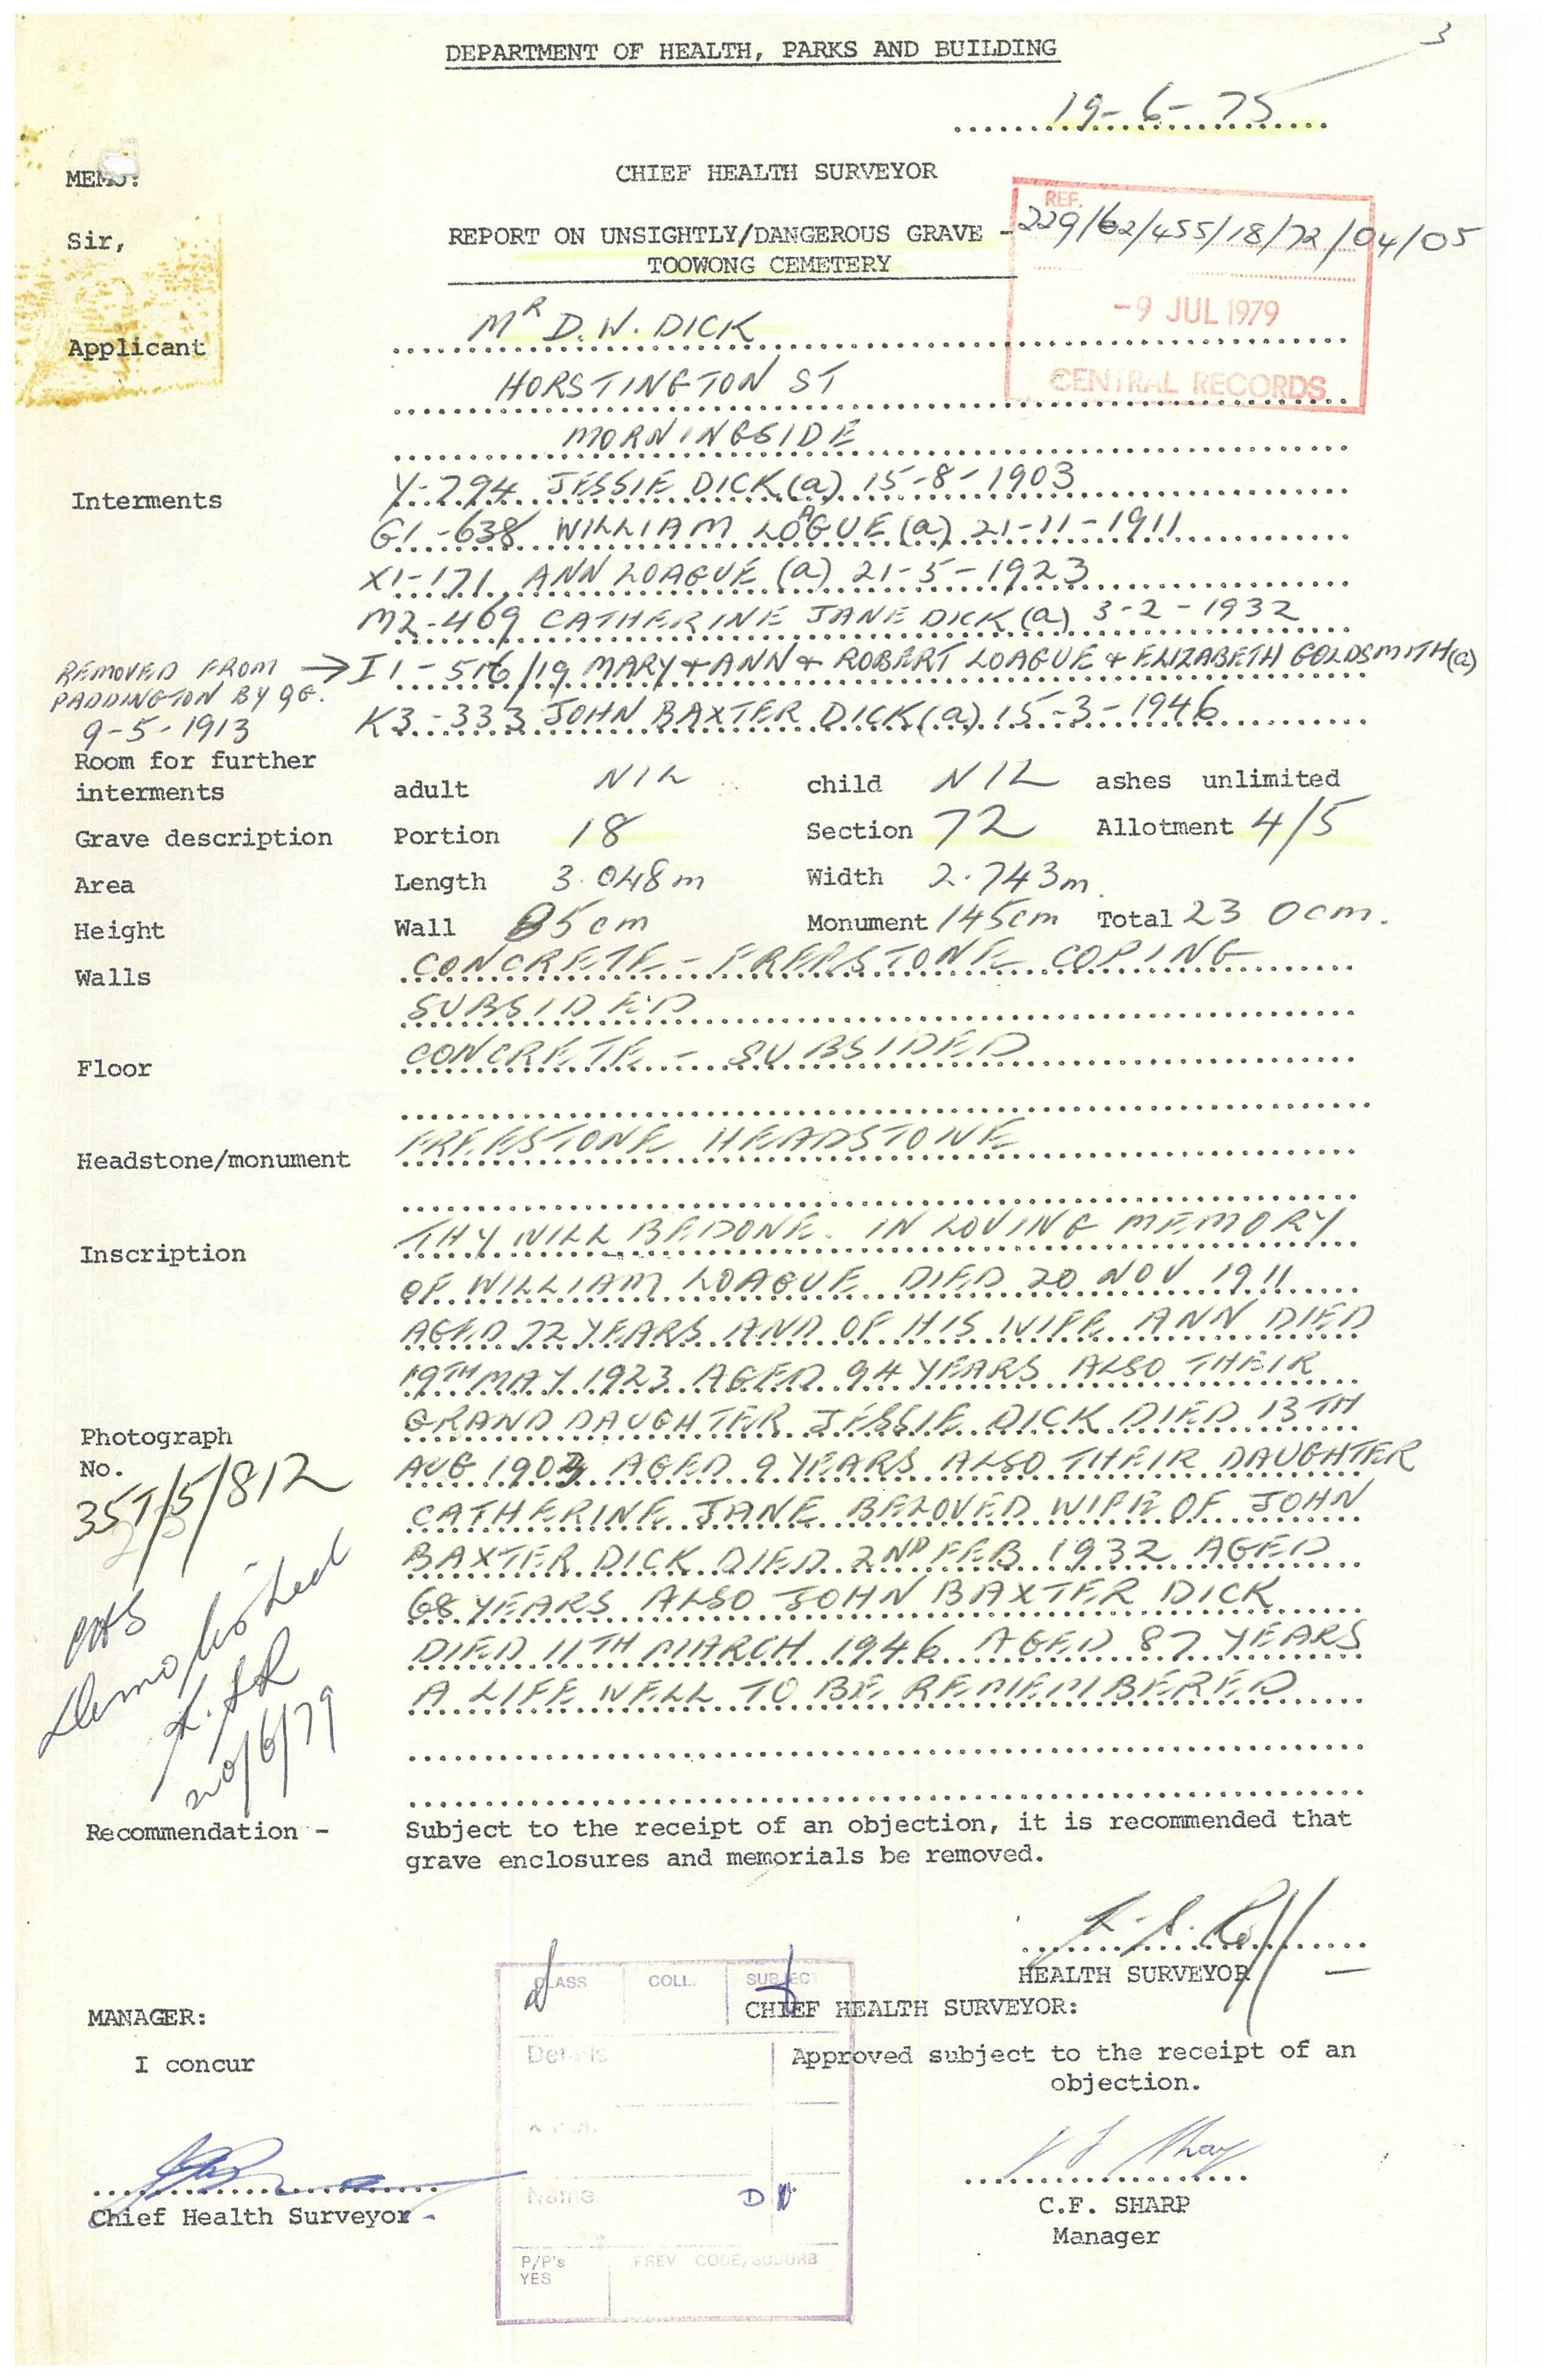 3
DEPARTMENT OF HEALTH, PARKS AND BUILDING
19-6-75
MEMO:
CHIEF HEALTH SURVEYOR
REF.
Sir,
REPORT ON UNSIGHTLY/DANGEROUS GRAVE - 229/62/455/18/72/04/05
TOOWONG CEMETERY
-9 JUL 1979
CENTRAL RECORDS
Applicant MR D.W. DICK
HORSTINGTON ST
MORNINGSIDE
Interments Y-794 JESSIE DICK (a) 15-8-1903
G1-638 WILLIAM LOAGUE (a) 21-11-1911
X1-171 ANN LOAGUE (a) 21-5-1923
M2-469 CATHERINE JANE DICK (a) 3-2-1932
REMOVED FROM → I1-516/19 MARY + ANN + ROBERT LOAGUE + ELIZABETH GOLDSMITH (a)
PADDINGTON BY QG.
9-5-1913 K3-333 JOHN BAXTER DICK (a) 15-3-1946
Room for further
interments adult NIL child NIL ashes unlimited
Grave description Portion 18 Section 72 Allotment 4/5
Area Length 3.048m Width 2.743m
Height Wall 85cm Monument 145cm Total 230cm.
Walls CONCRETE - FREESTONE COPING
SUBSIDED
Floor CONCRETE - SUBSIDED
Headstone/monument FREESTONE HEADSTONE
Inscription THY WILL BE DONE. IN LOVING MEMORY
OF WILLIAM LOAGUE DIED 20 NOV 1911
AGED 72 YEARS AND OF HIS WIFE ANN DIED
19TH MAY 1923 AGED 94 YEARS ALSO THEIR
GRAND DAUGHTER JESSIE DICK DIED 13TH
Photograph
No. AUG 1903 AGED 9 YEARS ALSO THEIR DAUGHTER
35T/5/812
CATHERINE JANE BELOVED WIFE OF JOHN
BAXTER DICK DIED 2ND FEB 1932 AGED
68 YEARS ALSO JOHN BAXTER DICK
DIED 11TH MARCH 1946 AGED 87 YEARS
A LIFE WELL TO BE REMEMBERED
Demolished
20/6/79
Recommendation - Subject to the receipt of an objection, it is recommended that
grave enclosures and memorials be removed.
HEALTH SURVEYOR
CLASS COLL. SUBJECT
MANAGER: CHIEF HEALTH SURVEYOR:
I concur Details Approved subject to the receipt of an
objection.
Name
Chief Health Surveyor
C.F. SHARP
Manager
P/P's PREV CODE/SUBURB
YES